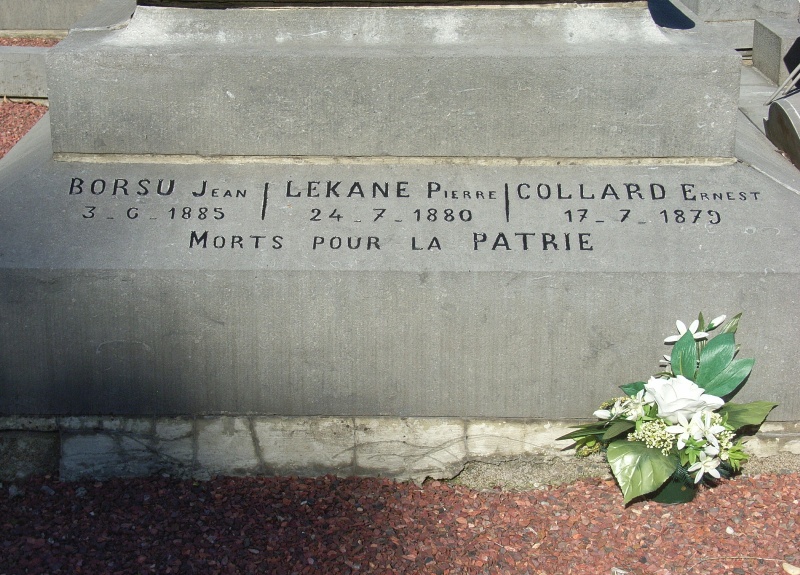 BORSU JEAN | LEKANE PIERRE | COLLARD ERNEST
3_6_1885 | 24_7_1880 | 17_7_1879
MORTS POUR LA PATRIE